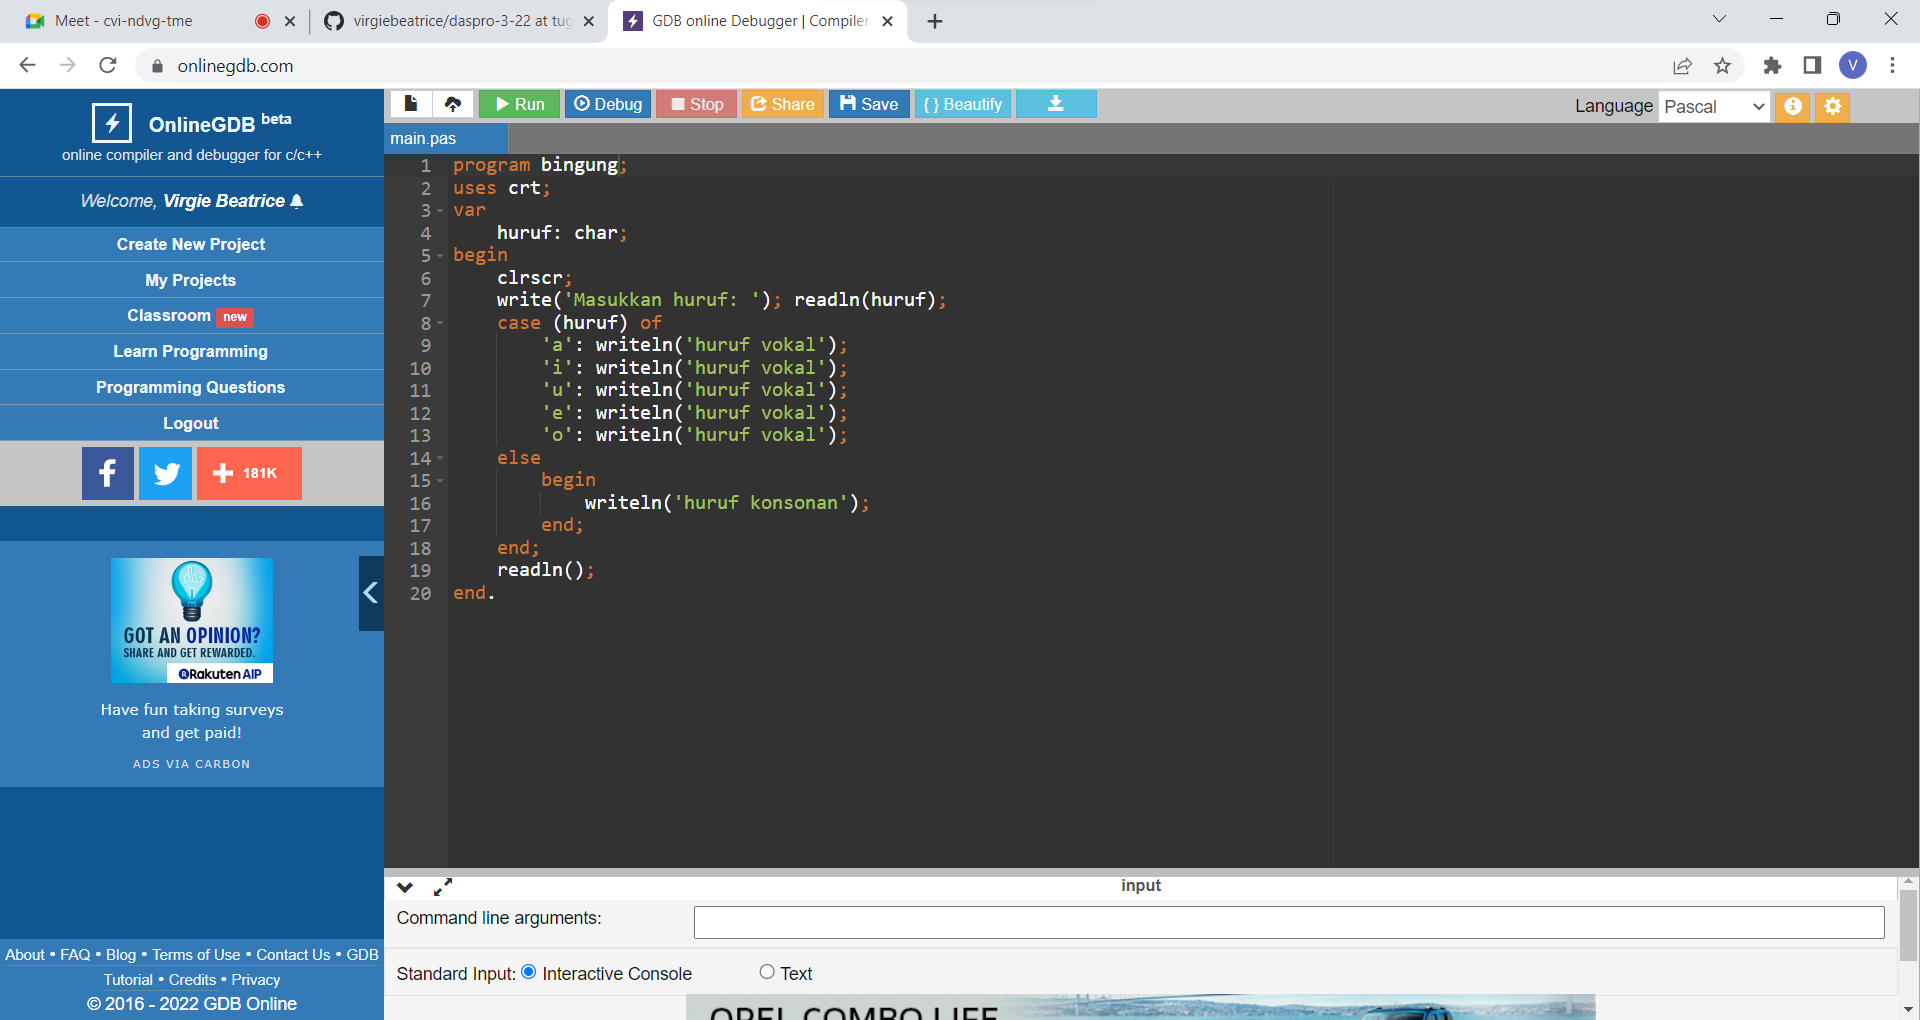 Meet - cvi-ndvg-tme
virgiebeatrice/daspro-3-22 at tug
GDB online Debugger | Compiler
onlinegdb.com
V
OnlineGDB beta
online compiler and debugger for c/c++
Welcome, Virgie Beatrice
Create New Project
My Projects
Classroom new
Learn Programming
Programming Questions
Logout
181K
idea
GOT AN OPINION?
SHARE AND GET REWARDED.
Rakuten AIP
Have fun taking surveys
and get paid!
ADS VIA CARBON
About • FAQ • Blog • Terms of Use • Contact Us • GDB
Tutorial • Credits • Privacy
© 2016 - 2022 GDB Online
Run
Debug
Stop
Share
Save
{ } Beautify
Language Pascal
main.pas
1 program bingung;
2 uses crt;
3 var
4     huruf: char;
5 begin
6     clrscr;
7     write('Masukkan huruf: '); readln(huruf);
8     case (huruf) of
9         'a': writeln('huruf vokal');
10         'i': writeln('huruf vokal');
11         'u': writeln('huruf vokal');
12         'e': writeln('huruf vokal');
13         'o': writeln('huruf vokal');
14     else
15         begin
16             writeln('huruf konsonan');
17         end;
18     end;
19     readln();
20 end.
input
Command line arguments:
Standard Input: Interactive Console Text
OPEL COMBO LIFE